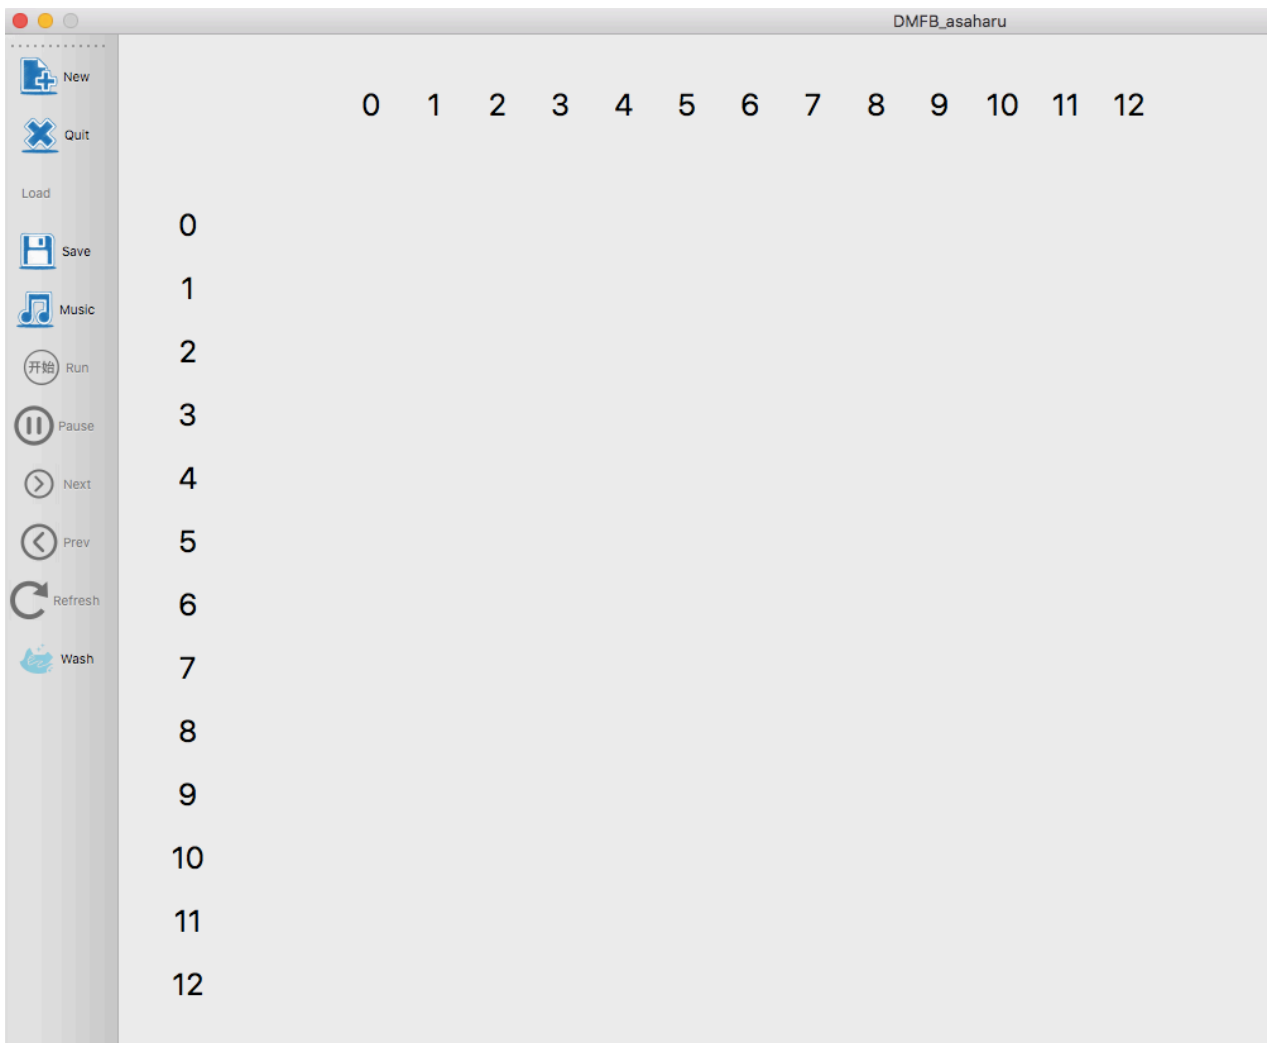 DMFB_asaharu
New
Quit
Load
Save
Music
开始 Run
Pause
Next
Prev
Refresh
Wash
0 1 2 3 4 5 6 7 8 9 10 11 12
0
1
2
3
4
5
6
7
8
9
10
11
12